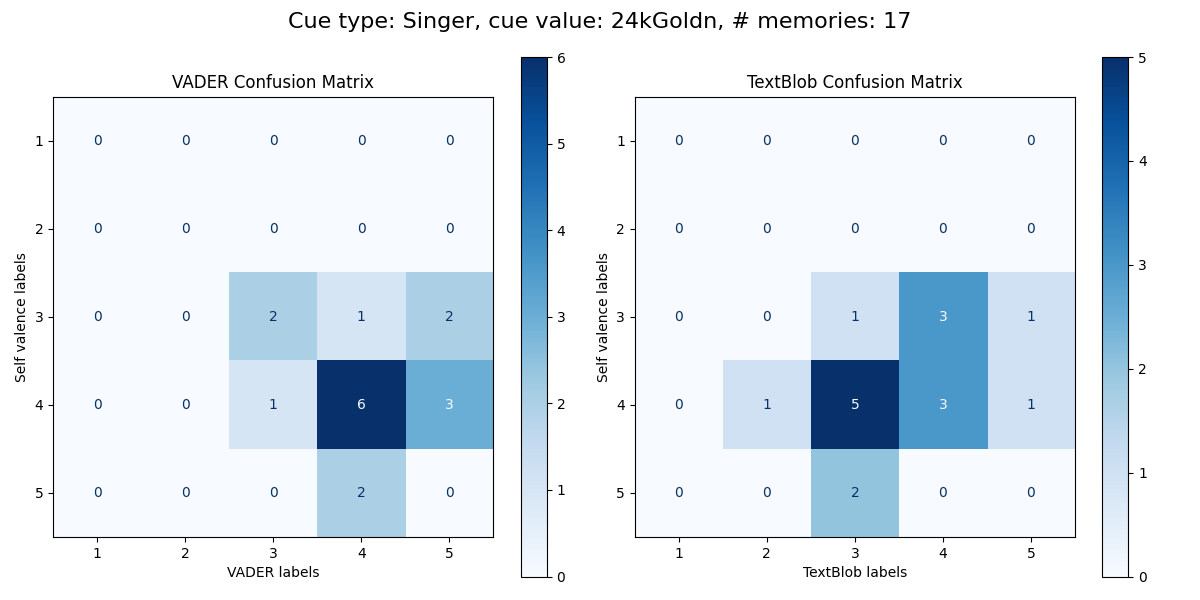 Cue type: Singer, cue value: 24kGoldn, # memories: 17
VADER Confusion Matrix
Self valence labels
1 0 0 0 0 0
2 0 0 0 0 0
3 0 0 2 1 2
4 0 0 1 6 3
5 0 0 0 2 0
1 2 3 4 5
VADER labels
6
5
4
3
2
1
0
TextBlob Confusion Matrix
Self valence labels
1 0 0 0 0 0
2 0 0 0 0 0
3 0 0 1 3 1
4 0 1 5 3 1
5 0 0 2 0 0
1 2 3 4 5
TextBlob labels
5
4
3
2
1
0